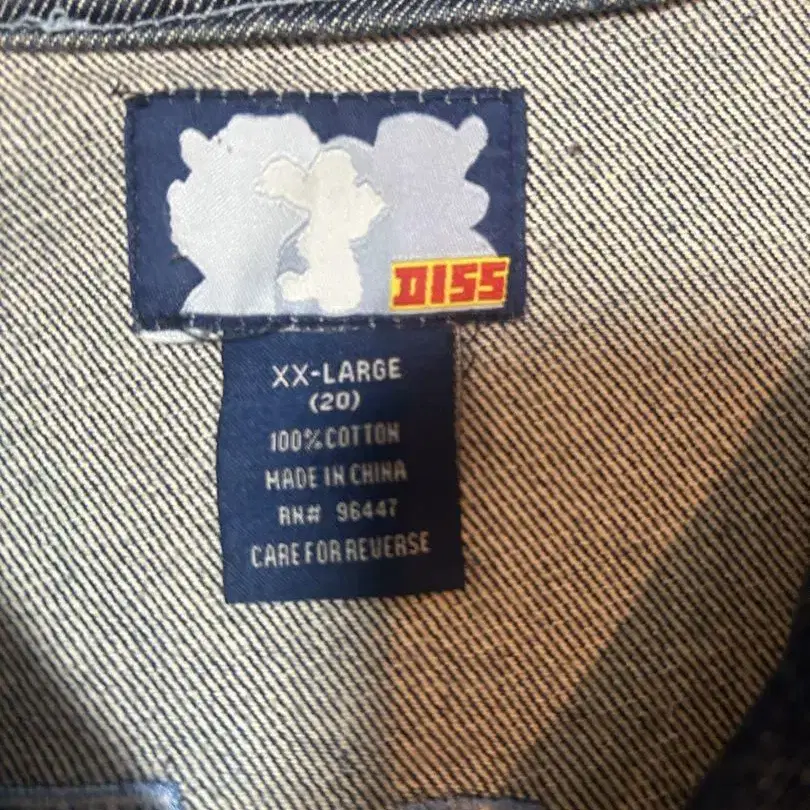 DISS
XX-LARGE
(20)
100% COTTON
MADE IN CHINA
RN# 96447
CARE FOR REVERSE